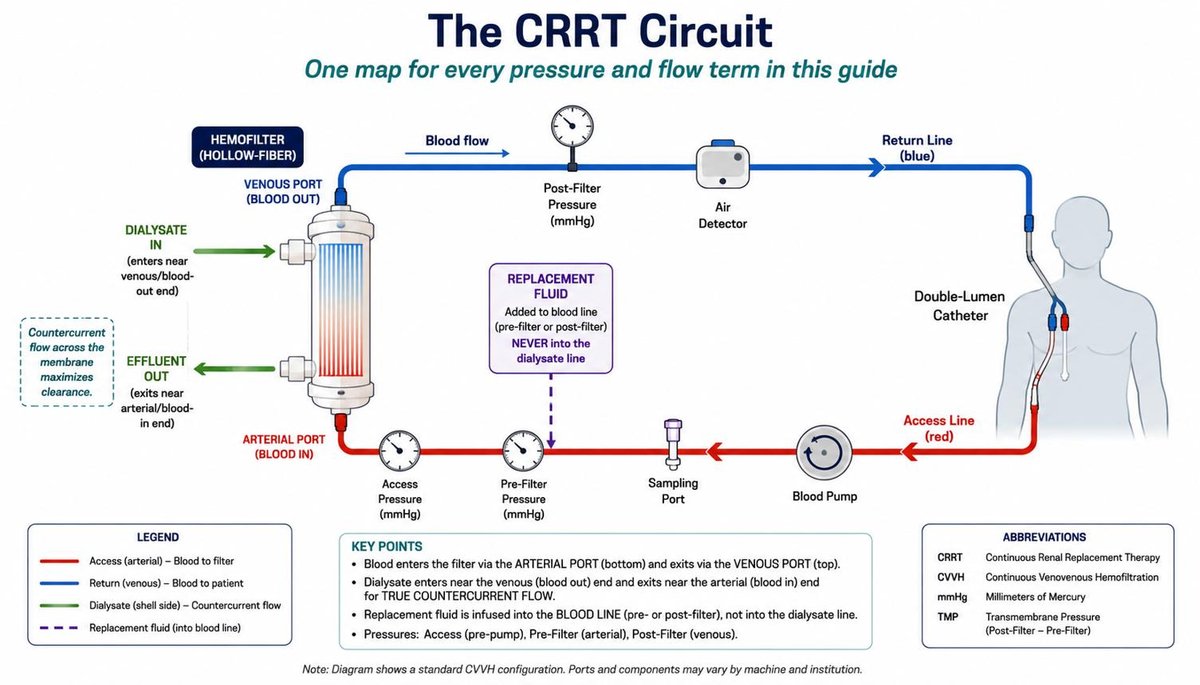 The CRRT Circuit
One map for every pressure and flow term in this guide
HEMOFILTER
(HOLLOW-FIBER)
VENOUS PORT
(BLOOD OUT)
Blood flow
Post-Filter
Pressure
(mmHg)
Air
Detector
Return Line
(blue)
DIALYSATE
IN
(enters near
venous/blood-
out end)
Countercurrent
flow across the
membrane
maximizes
clearance.
EFFLUENT
OUT
(exits near
arterial/blood-
in end)
REPLACEMENT
FLUID
Added to blood line
(pre-filter or post-filter)
NEVER into the
dialysate line
Double-Lumen
Catheter
ARTERIAL PORT
(BLOOD IN)
Access
Pressure
(mmHg)
Pre-Filter
Pressure
(mmHg)
Sampling
Port
Blood Pump
Access Line
(red)
LEGEND
Access (arterial) – Blood to filter
Return (venous) – Blood to patient
Dialysate (shell side) – Countercurrent flow
Replacement fluid (into blood line)
KEY POINTS
• Blood enters the filter via the ARTERIAL PORT (bottom) and exits via the VENOUS PORT (top).
• Dialysate enters near the venous (blood out) end and exits near the arterial (blood in) end
for TRUE COUNTERCURRENT FLOW.
• Replacement fluid is infused into the BLOOD LINE (pre- or post-filter), not into the dialysate line.
• Pressures: Access (pre-pump), Pre-Filter (arterial), Post-Filter (venous).
ABBREVIATIONS
CRRT Continuous Renal Replacement Therapy
CVVH Continuous Venovenous Hemofiltration
mmHg Millimeters of Mercury
TMP Transmembrane Pressure
(Post-Filter – Pre-Filter)
Note: Diagram shows a standard CVVH configuration. Ports and components may vary by machine and institution.